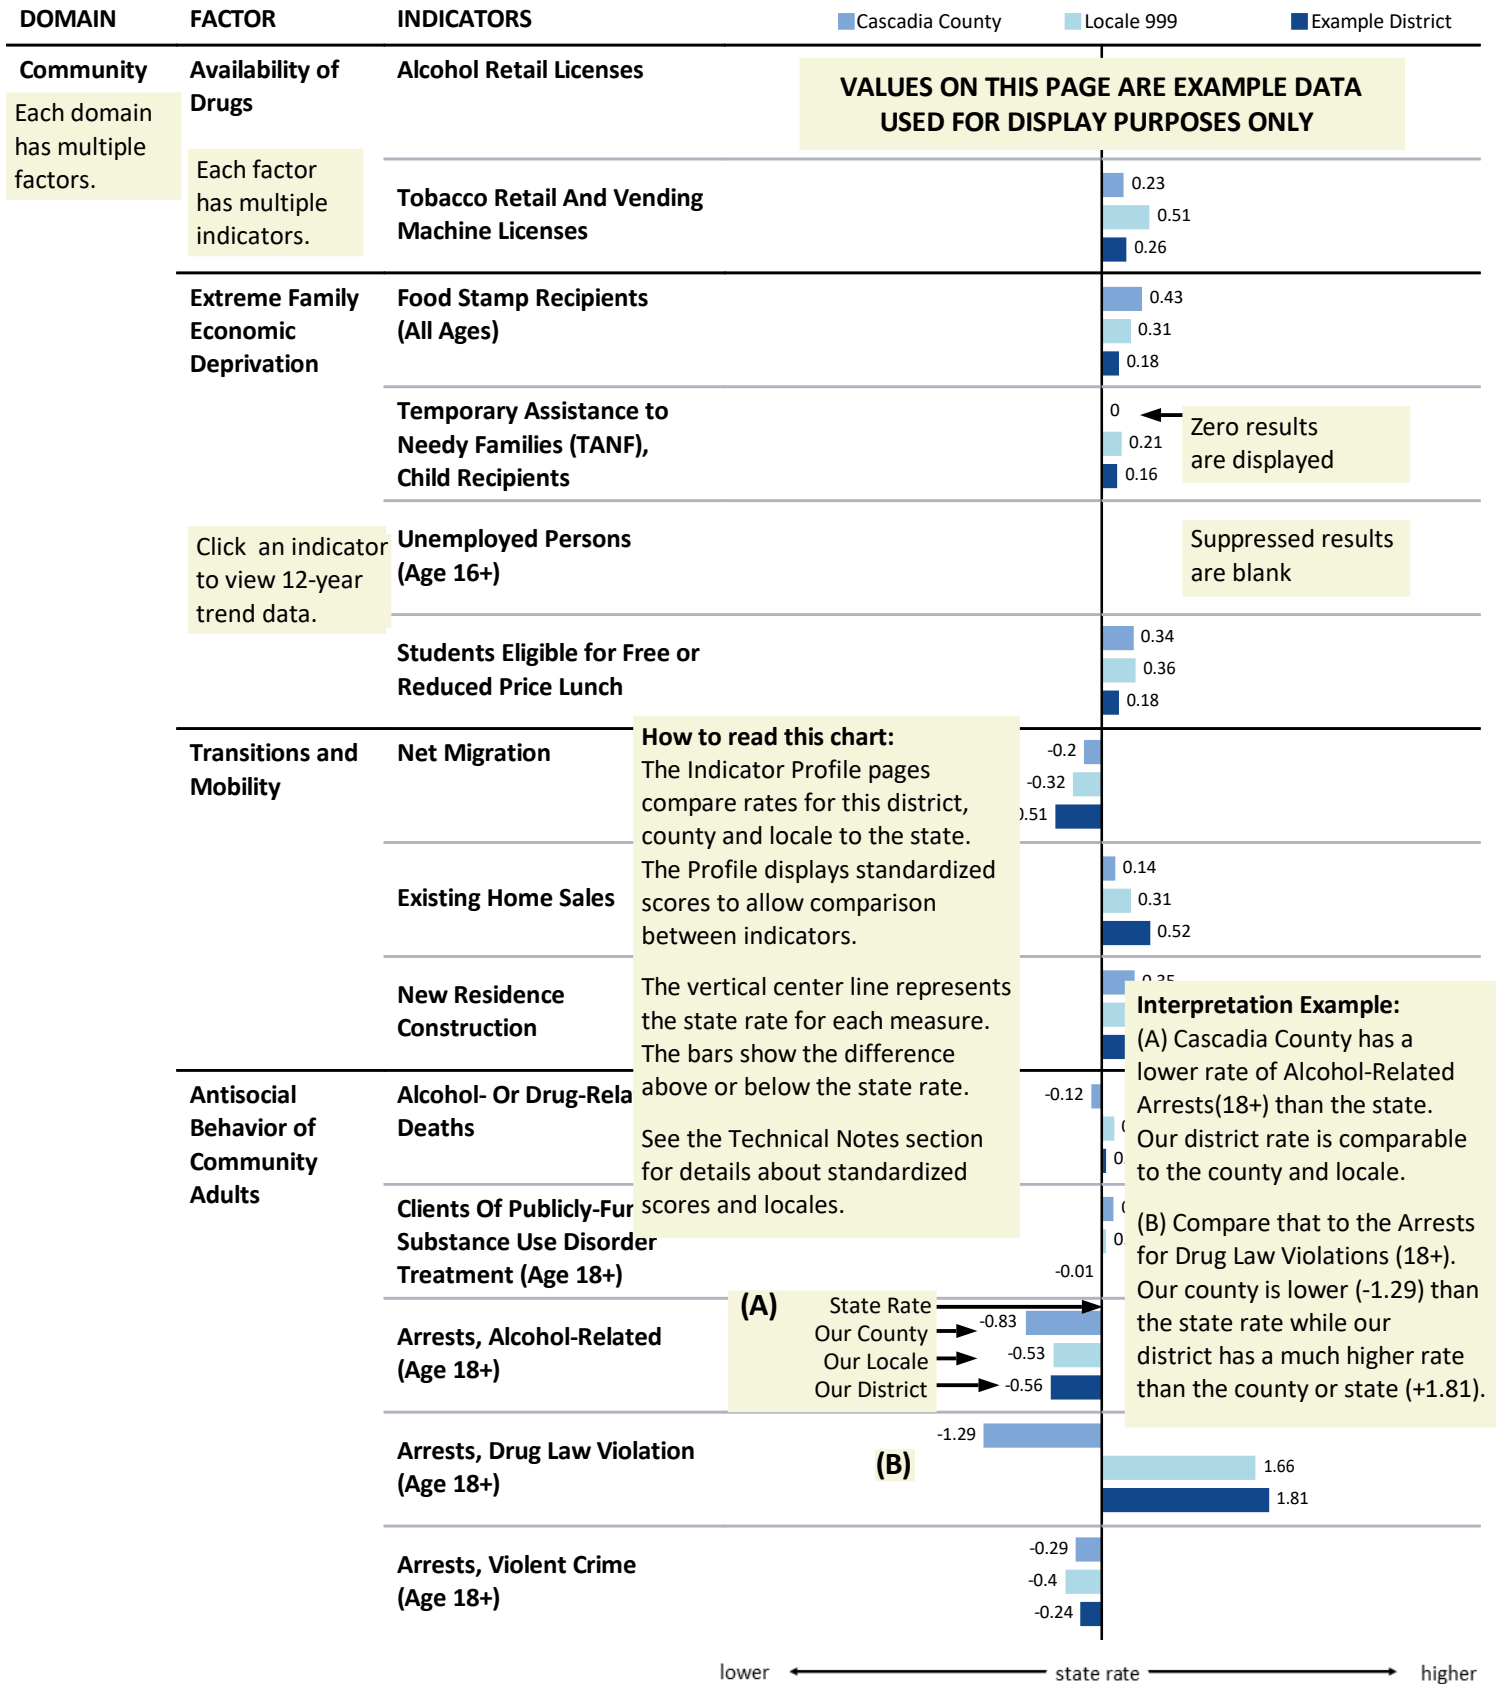 DOMAIN FACTOR INDICATORS Cascadia County Locale 999 Example District
Community
Each domain
has multiple
factors.
Availability of
Drugs
Each factor
has multiple
indicators.
Alcohol Retail Licenses
VALUES ON THIS PAGE ARE EXAMPLE DATA
USED FOR DISPLAY PURPOSES ONLY
Tobacco Retail And Vending
Machine Licenses
0.23
0.51
0.26
Extreme Family
Economic
Deprivation
Food Stamp Recipients
(All Ages)
0.43
0.31
0.18
Temporary Assistance to
Needy Families (TANF),
Child Recipients
0
0.21
0.16
Zero results
are displayed
Click an indicator
to view 12-year
trend data.
Unemployed Persons
(Age 16+)
Suppressed results
are blank
Students Eligible for Free or
Reduced Price Lunch
0.34
0.36
0.18
Transitions and
Mobility
Net Migration
-0.2
-0.32
.51
How to read this chart:
The Indicator Profile pages
compare rates for this district,
county and locale to the state.
The Profile displays standardized
scores to allow comparison
between indicators.
The vertical center line represents
the state rate for each measure.
The bars show the difference
above or below the state rate.
See the Technical Notes section
for details about standardized
scores and locales.
Existing Home Sales
0.14
0.31
0.52
New Residence
Construction
Interpretation Example:
(A) Cascadia County has a
lower rate of Alcohol-Related
Arrests(18+) than the state.
Our district rate is comparable
to the county and locale.
(B) Compare that to the Arrests
for Drug Law Violations (18+).
Our county is lower (-1.29) than
the state rate while our
district has a much higher rate
than the county or state (+1.81).
Antisocial
Behavior of
Community
Adults
Alcohol- Or Drug-Rela
Deaths
-0.12
0.
Clients Of Publicly-Fu
Substance Use Disorder
Treatment (Age 18+)
0.
-0.01
Arrests, Alcohol-Related
(Age 18+)
(A) State Rate
Our County -0.83
Our Locale -0.53
Our District -0.56
Arrests, Drug Law Violation
(Age 18+)
(B)
-1.29
1.66
1.81
Arrests, Violent Crime
(Age 18+)
-0.29
-0.4
-0.24
lower state rate higher